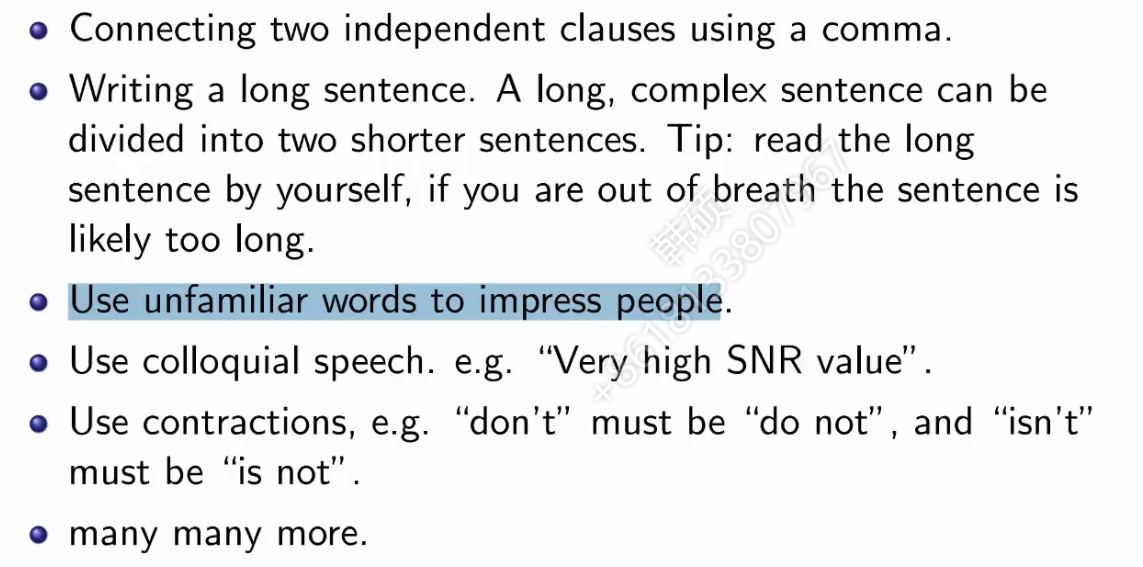 Connecting two independent clauses using a comma.
Writing a long sentence. A long, complex sentence can be
divided into two shorter sentences. Tip: read the long
sentence by yourself, if you are out of breath the sentence is
likely too long.
Use unfamiliar words to impress people.
Use colloquial speech. e.g. “Very high SNR value”.
Use contractions, e.g. “don't” must be “do not”, and “isn't”
must be “is not”.
many many more.
韩硕